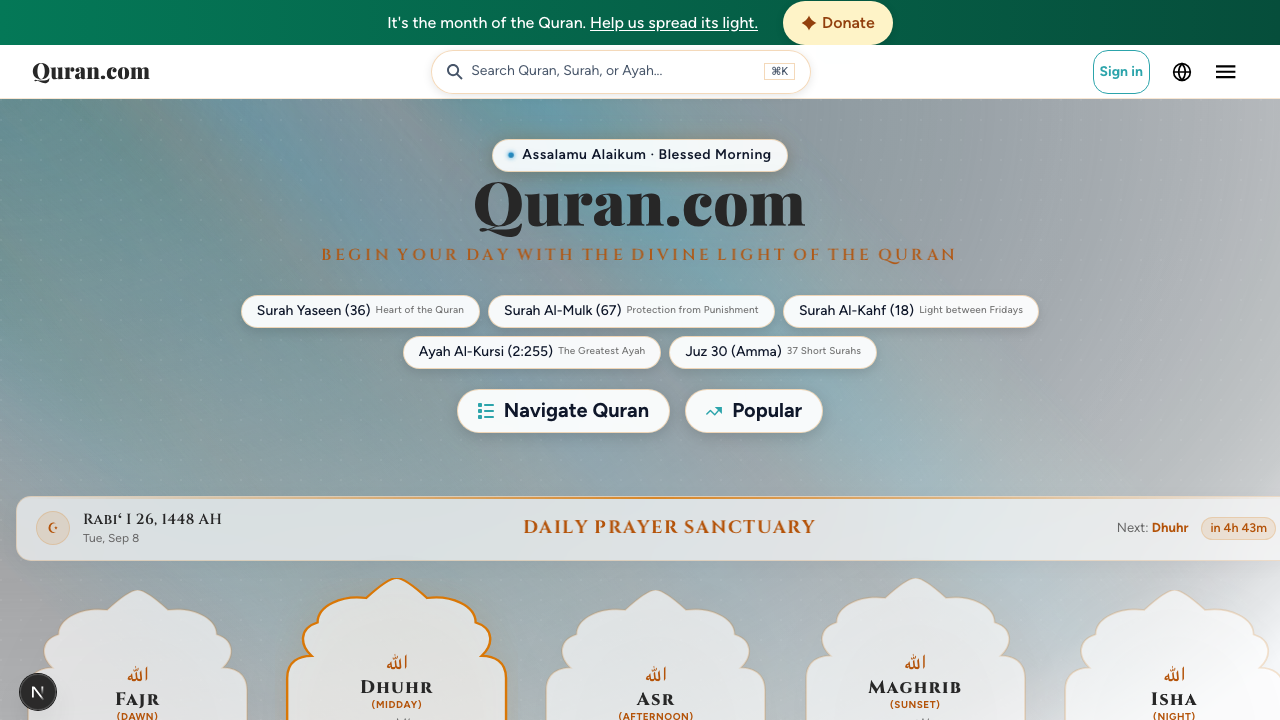 It's the month of the Quran. Help us spread its light.
Donate
Quran.com
Search Quran, Surah, or Ayah...
⌘K
Sign in
Assalamu Alaikum · Blessed Morning
Quran.com
BEGIN YOUR DAY WITH THE DIVINE LIGHT OF THE QURAN
Surah Yaseen (36) Heart of the Quran
Surah Al-Mulk (67) Protection from Punishment
Surah Al-Kahf (18) Light between Fridays
Ayah Al-Kursi (2:255) The Greatest Ayah
Juz 30 (Amma) 37 Short Surahs
Navigate Quran
Popular
Rabiʻ I 26, 1448 AH
Tue, Sep 8
DAILY PRAYER SANCTUARY
Next: Dhuhr
in 4h 43m
الله
Fajr
(DAWN)
الله
Dhuhr
(MIDDAY)
الله
Asr
(AFTERNOON)
الله
Maghrib
(SUNSET)
الله
Isha
(NIGHT)
N